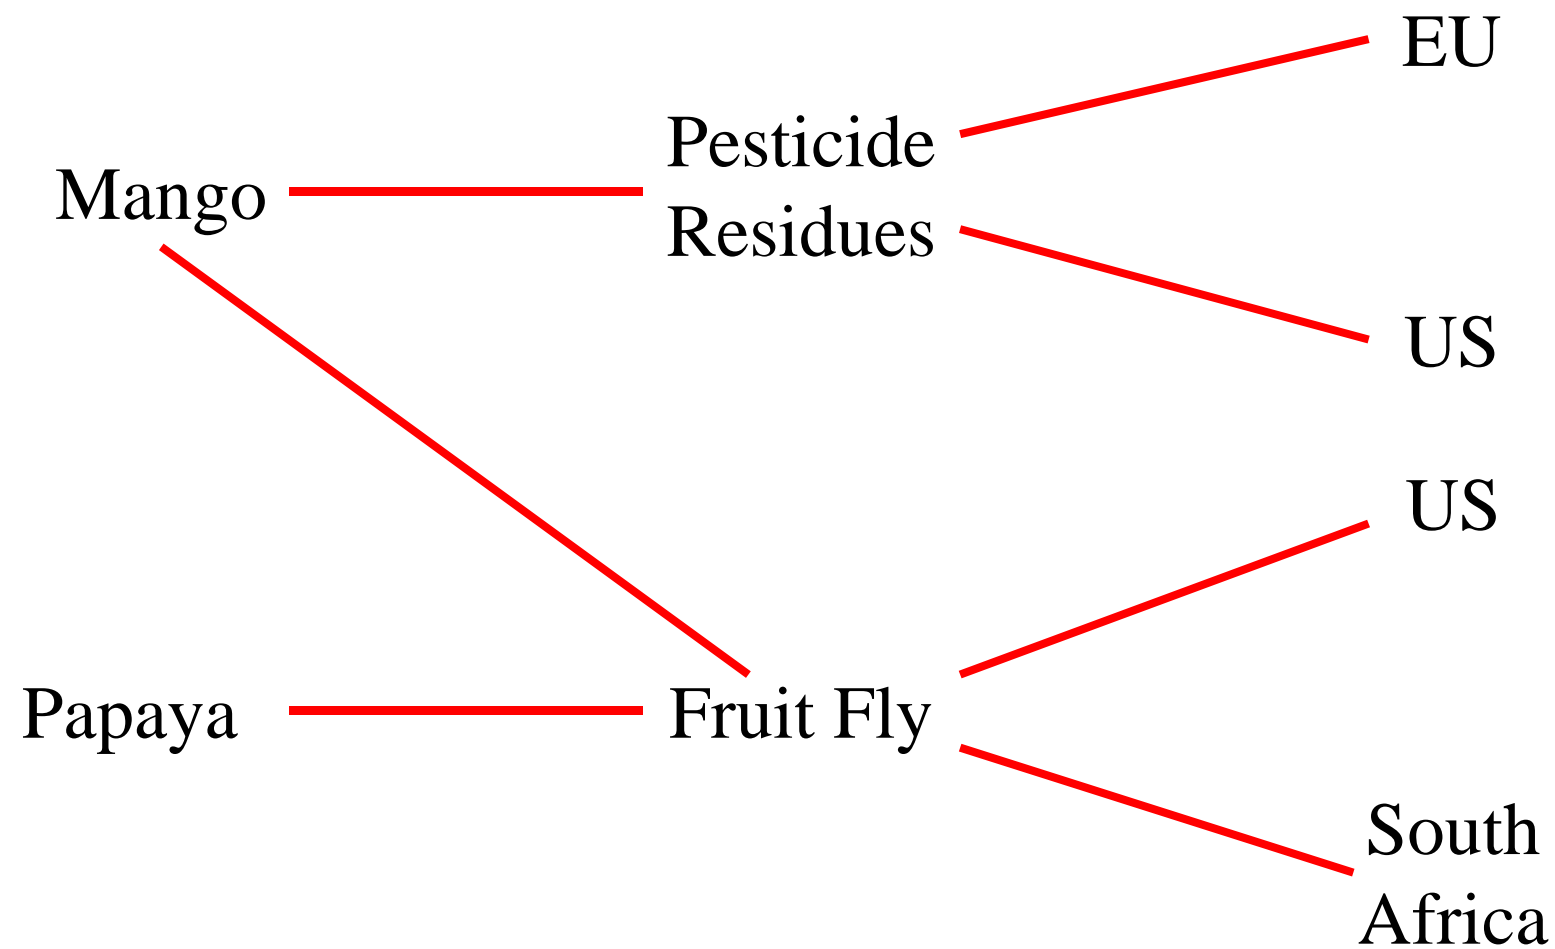 EU
Pesticide
Residues
Mango
US
US
Papaya
Fruit Fly
South
Africa